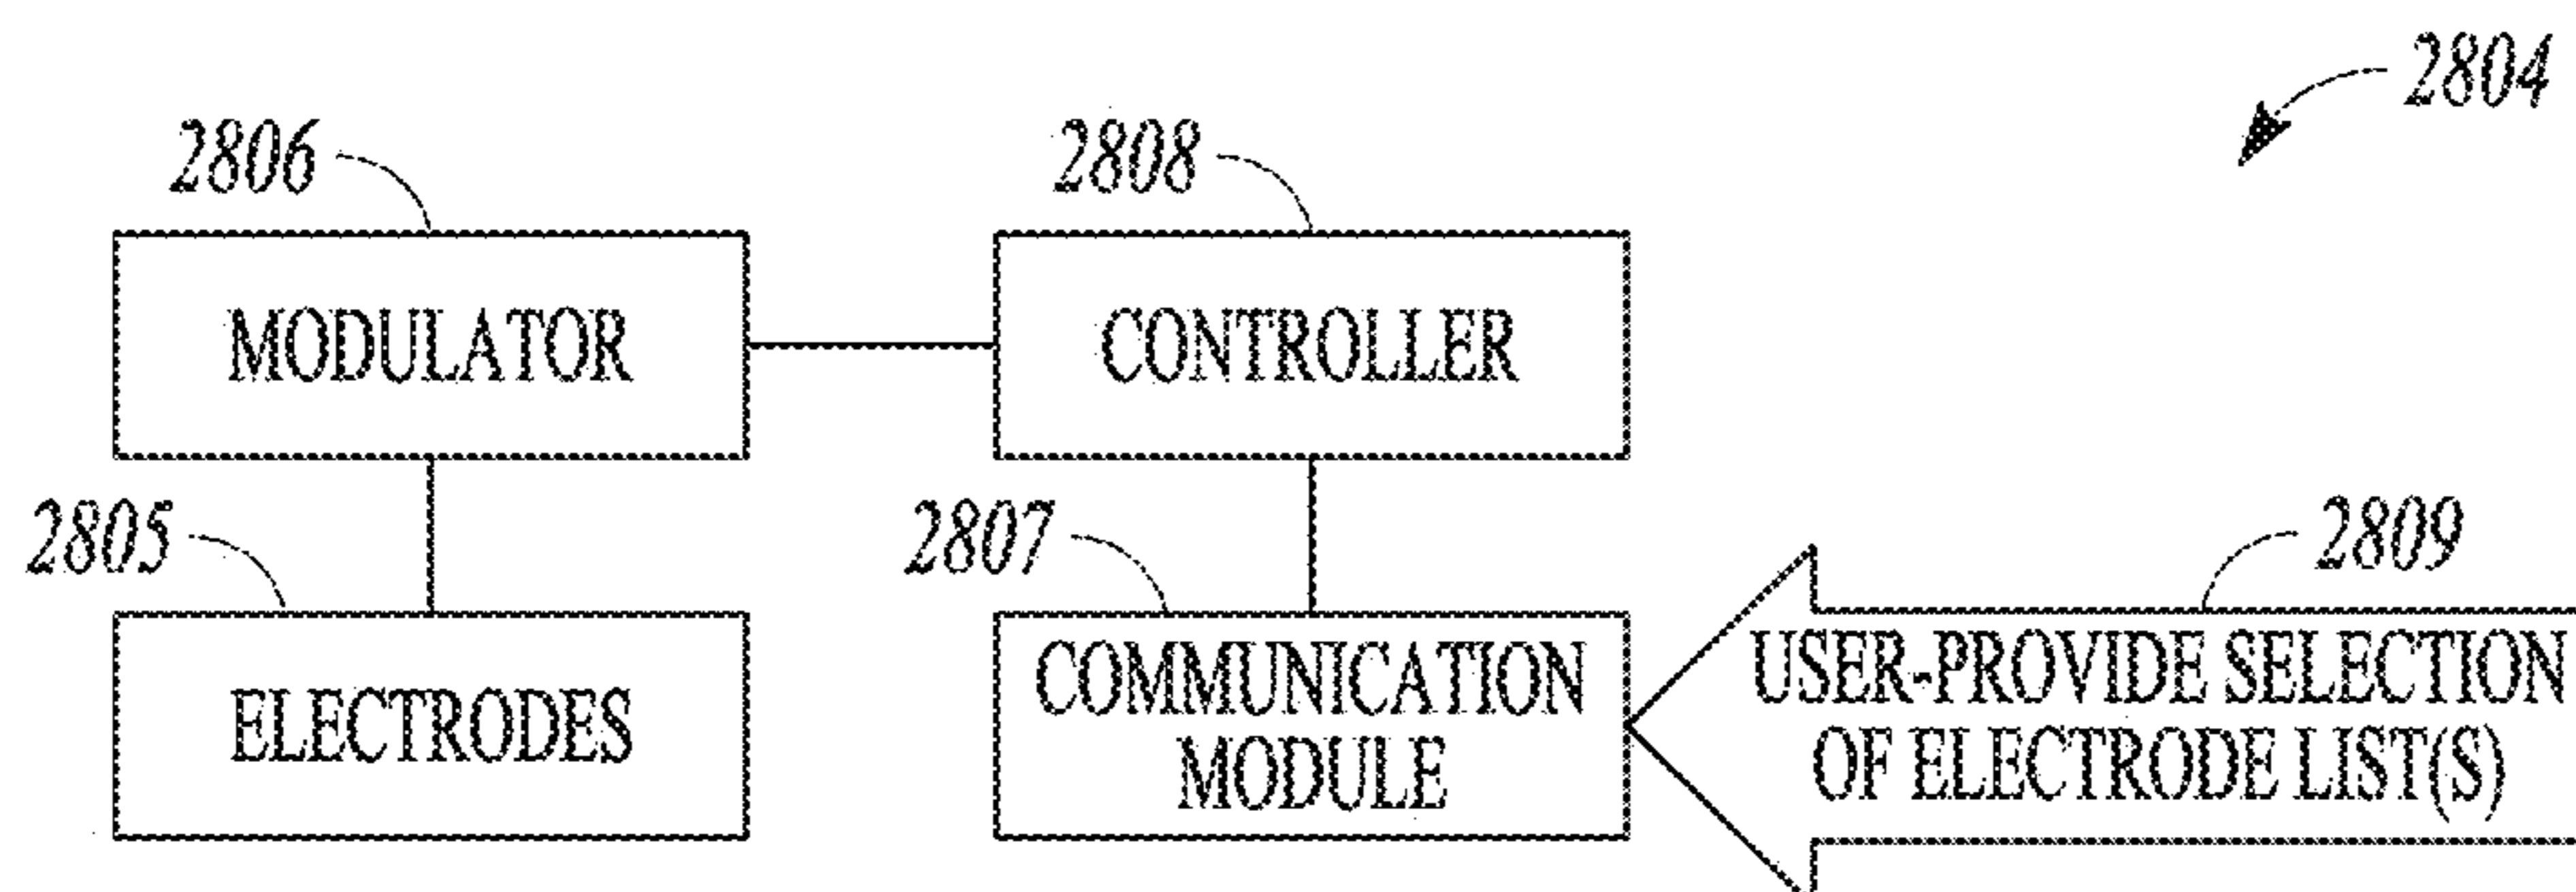 2804
2806
2808
MODULATOR
CONTROLLER
2805
2807
2809
ELECTRODES
COMMUNICATION
MODULE
USER-PROVIDE SELECTION
OF ELECTRODE LIST(S)